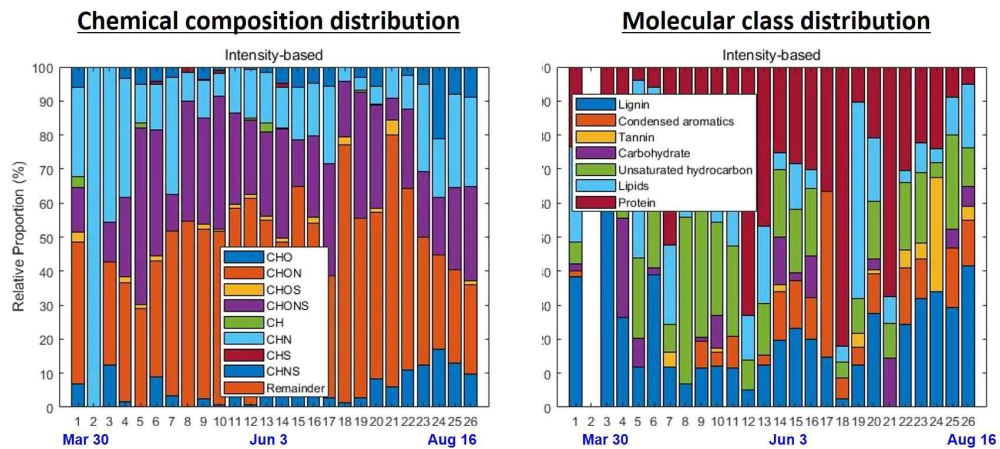 Chemical composition distribution
Intensity-based
Relative Proportion (%)
100
90
80
70
60
50
40
30
20
10
0
CHO
CHON
CHOS
CHONS
CH
CHN
CHS
CHNS
Remainder
1 2 3 4 5 6 7 8 9 10 11 12 13 14 15 16 17 18 19 20 21 22 23 24 25 26
Mar 30 Jun 3 Aug 16
Molecular class distribution
Intensity-based
Lignin
Condensed aromatics
Tannin
Carbohydrate
Unsaturated hydrocarbon
Lipids
Protein
1 2 3 4 5 6 7 8 9 10 11 12 13 14 15 16 17 18 19 20 21 22 23 24 25 26
Mar 30 Jun 3 Aug 16